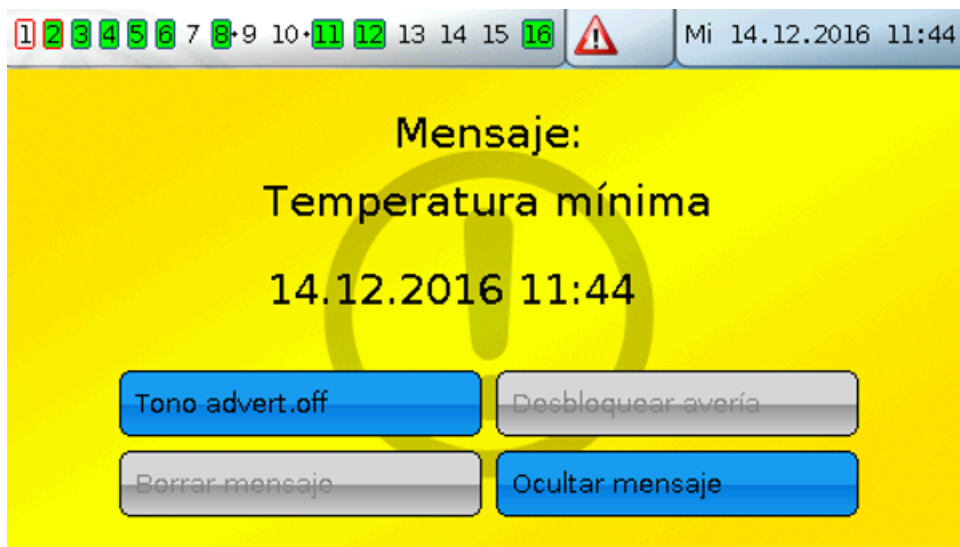 1 2 3 4 5 6 7 8·9 10·11 12 13 14 15 16 Mi 14.12.2016 11:44
Mensaje:
Temperatura mínima
14.12.2016 11:44
Tono advert.off Desbloquear avería
Borrar mensaje Ocultar mensaje